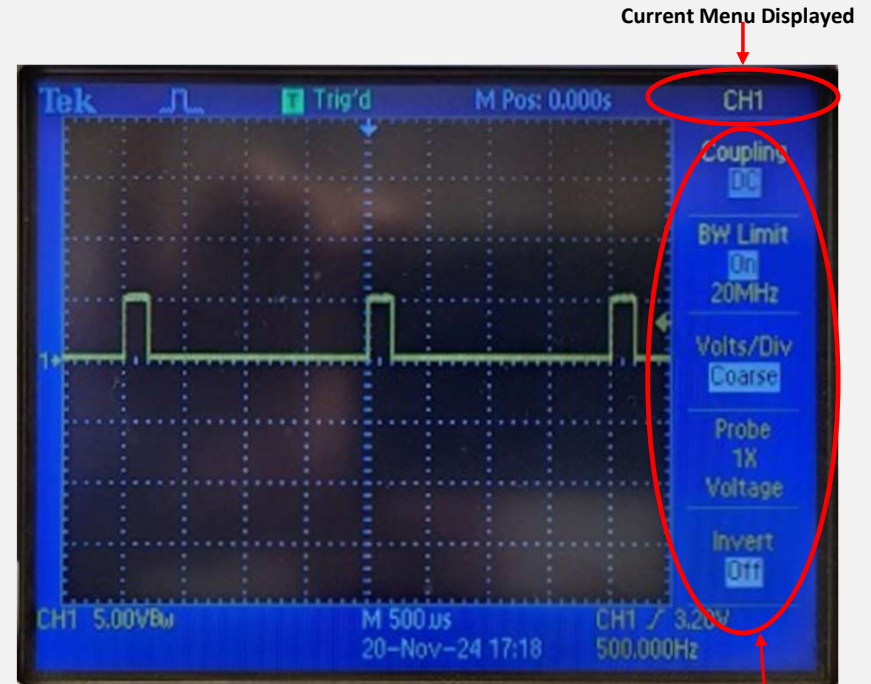 Current Menu Displayed
Tek T Trig'd M Pos: 0.000s CH1
Coupling
DC
BW Limit
On
20MHz
Volts/Div
Coarse
Probe
1X
Voltage
Invert
Off
1
CH1 5.00VBW M 500µs CH1 3.20V
20-Nov-24 17:18 500.000Hz